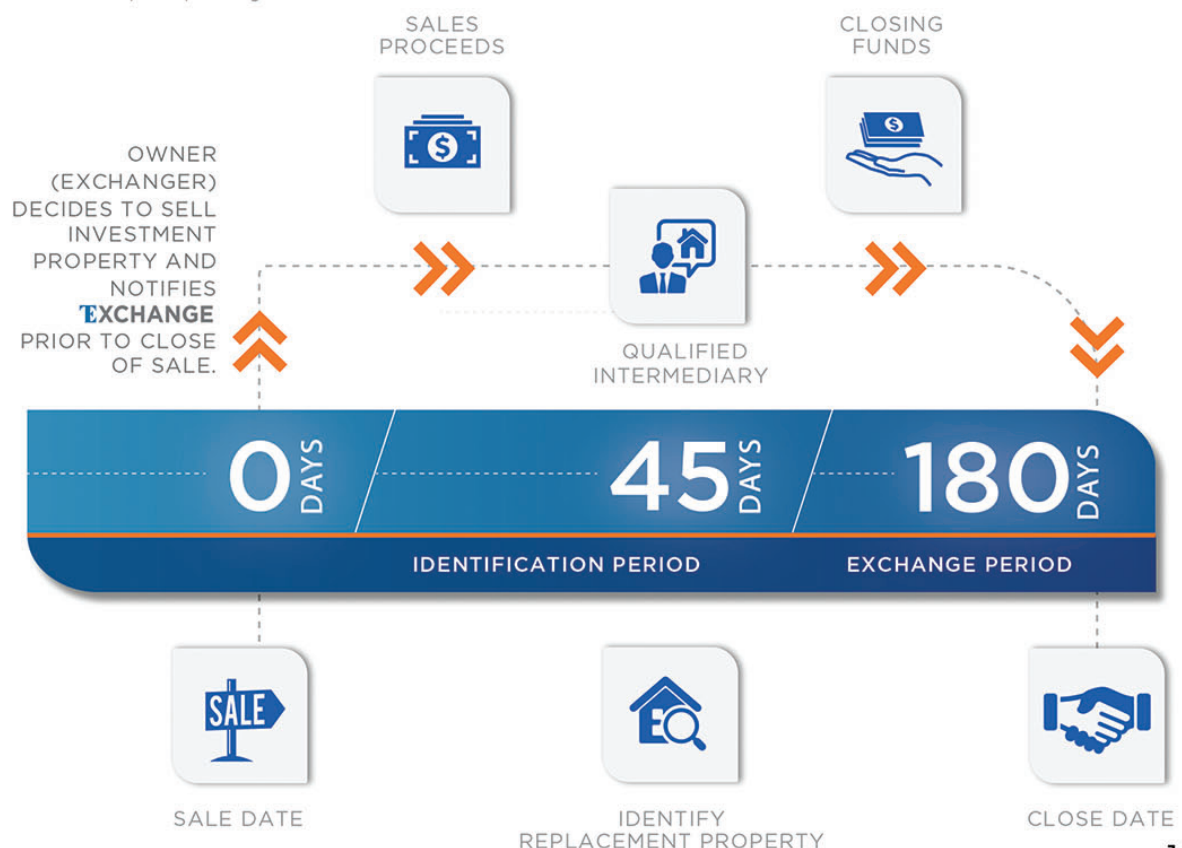 SALES
PROCEEDS
CLOSING
FUNDS
OWNER
(EXCHANGER)
DECIDES TO SELL
INVESTMENT
PROPERTY AND
NOTIFIES
EXCHANGE
PRIOR TO CLOSE
OF SALE.
QUALIFIED
INTERMEDIARY
0 DAYS
45 DAYS
180 DAYS
IDENTIFICATION PERIOD
EXCHANGE PERIOD
SALE
SALE DATE
IDENTIFY
REPLACEMENT PROPERTY
CLOSE DATE